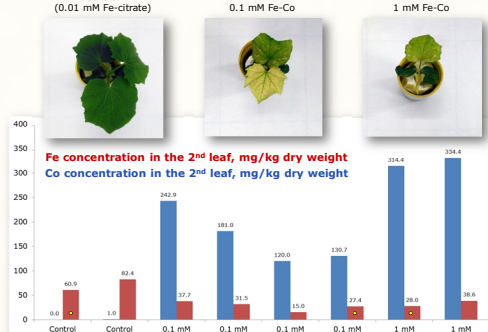 (0.01 mM Fe-citrate) 0.1 mM Fe-Co 1 mM Fe-Co
400
Fe concentration in the 2nd leaf, mg/kg dry weight
Co concentration in the 2nd leaf, mg/kg dry weight
350
300
250
200
150
100
50
0
0.0 60.9 1.0 82.4 242.9 37.7 181.0 31.5 120.0 15.0 130.7 27.4 314.4 28.0 334.4 38.6
Control Control 0.1 mM 0.1 mM 0.1 mM 0.1 mM 1 mM 1 mM